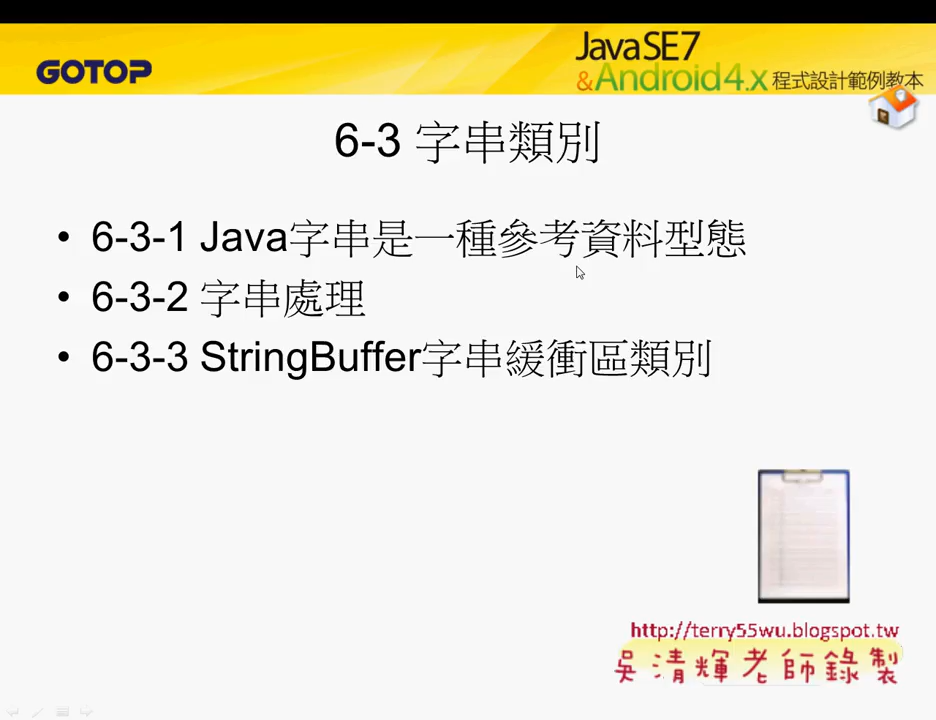 GOTOP
JavaSE7
&Android4.x 程式設計範例教本
6-3 字串類別
• 6-3-1 Java字串是一種參考資料型態
• 6-3-2 字串處理
• 6-3-3 StringBuffer字串緩衝區類別
http://terry55wu.blogspot.tw
吳清輝老師錄製